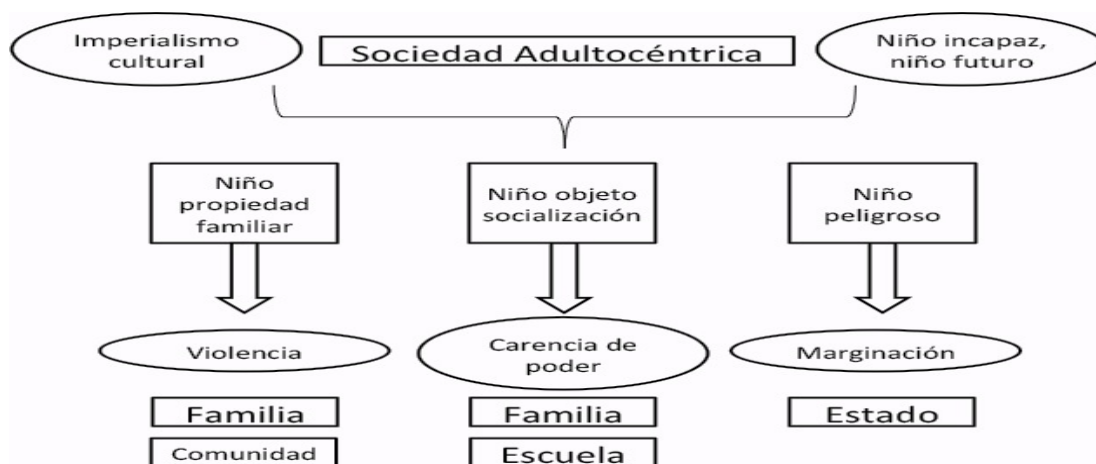 Imperialismo
cultural
Sociedad Adultocéntrica
Niño incapaz,
niño futuro
Niño
propiedad
familiar
Niño objeto
socialización
Niño
peligroso
Violencia
Carencia de
poder
Marginación
Familia
Familia
Estado
Comunidad
Escuela